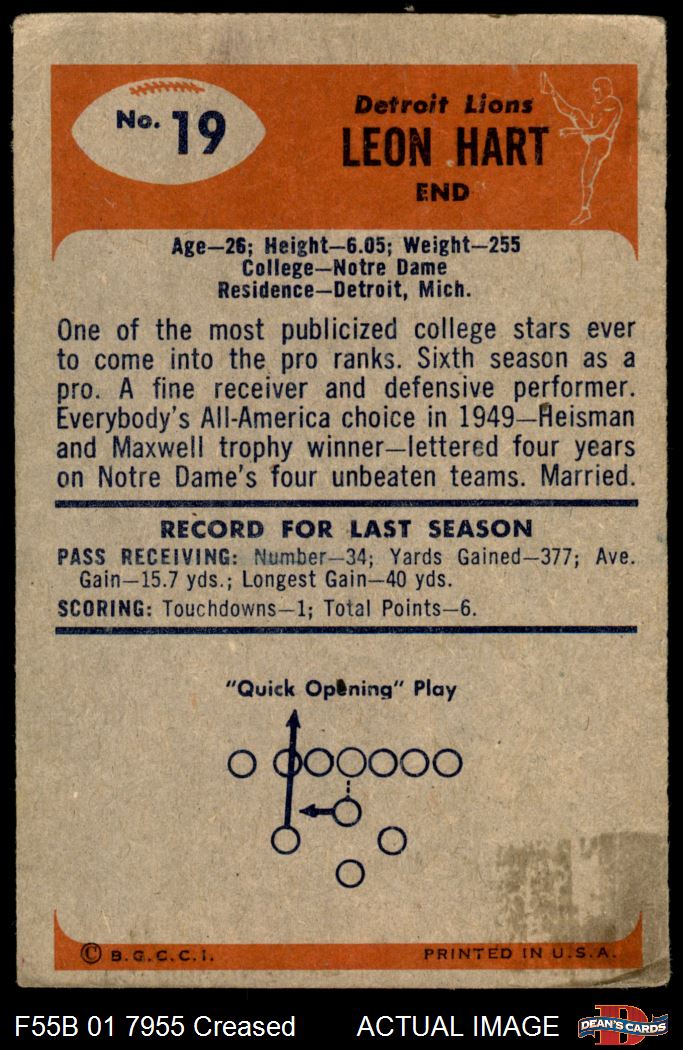 No. 19
Detroit Lions
LEON HART
END
Age—26; Height—6.05; Weight—255
College—Notre Dame
Residence—Detroit, Mich.
One of the most publicized college stars ever
to come into the pro ranks. Sixth season as a
pro. A fine receiver and defensive performer.
Everybody's All-America choice in 1949—Heisman
and Maxwell trophy winner—lettered four years
on Notre Dame's four unbeaten teams. Married.
RECORD FOR LAST SEASON
PASS RECEIVING: Number—34; Yards Gained—377; Ave.
Gain—15.7 yds.; Longest Gain—40 yds.
SCORING: Touchdowns—1; Total Points—6.
"Quick Opening" Play
© B.G.C.C.I.
PRINTED IN U.S.A.
F55B 01 7955 Creased
ACTUAL IMAGE
D
DEAN'S CARDS